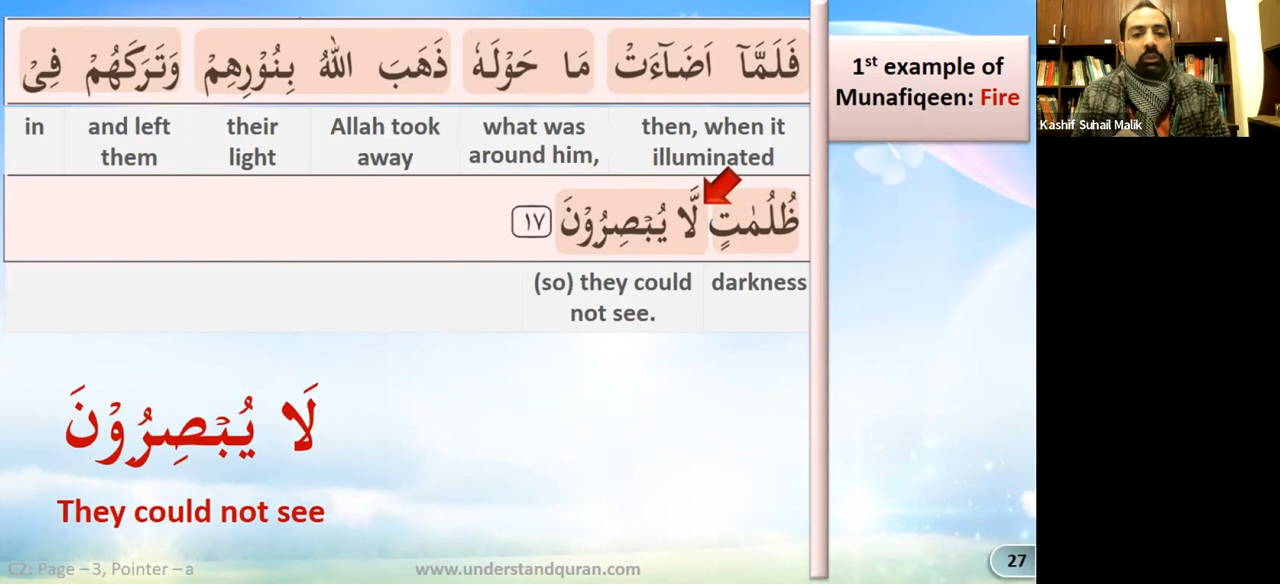 فَلَمَّآ اَضَآءَتْ مَا حَوْلَهٗ ذَهَبَ اللّٰهُ بِنُوْرِهِمْ وَتَرَكَهُمْ فِىْ
in and left their Allah took what was then, when it
them light away around him, illuminated
ظُلُمٰتٍ لَّا يُبْصِرُوْنَ ١٧
(so) they could darkness
not see.
لَا يُبْصِرُوْنَ
They could not see
1st example of
Munafiqeen: Fire
Kashif Suhail Malik
C2: Page – 3, Pointer – a
www.understandquran.com
27